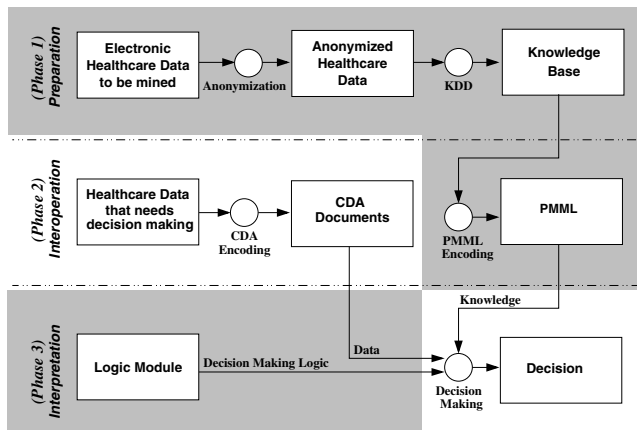 (Phase 1)
Preparation
Electronic
Healthcare Data
to be mined
Anonymization
Anonymized
Healthcare
Data
KDD
Knowledge
Base
(Phase 2)
Interoperation
Healthcare Data
that needs
decision making
CDA
Encoding
CDA
Documents
PMML
Encoding
PMML
(Phase 3)
Interpretation
Logic Module
Decision Making Logic
Data
Knowledge
Decision
Making
Decision